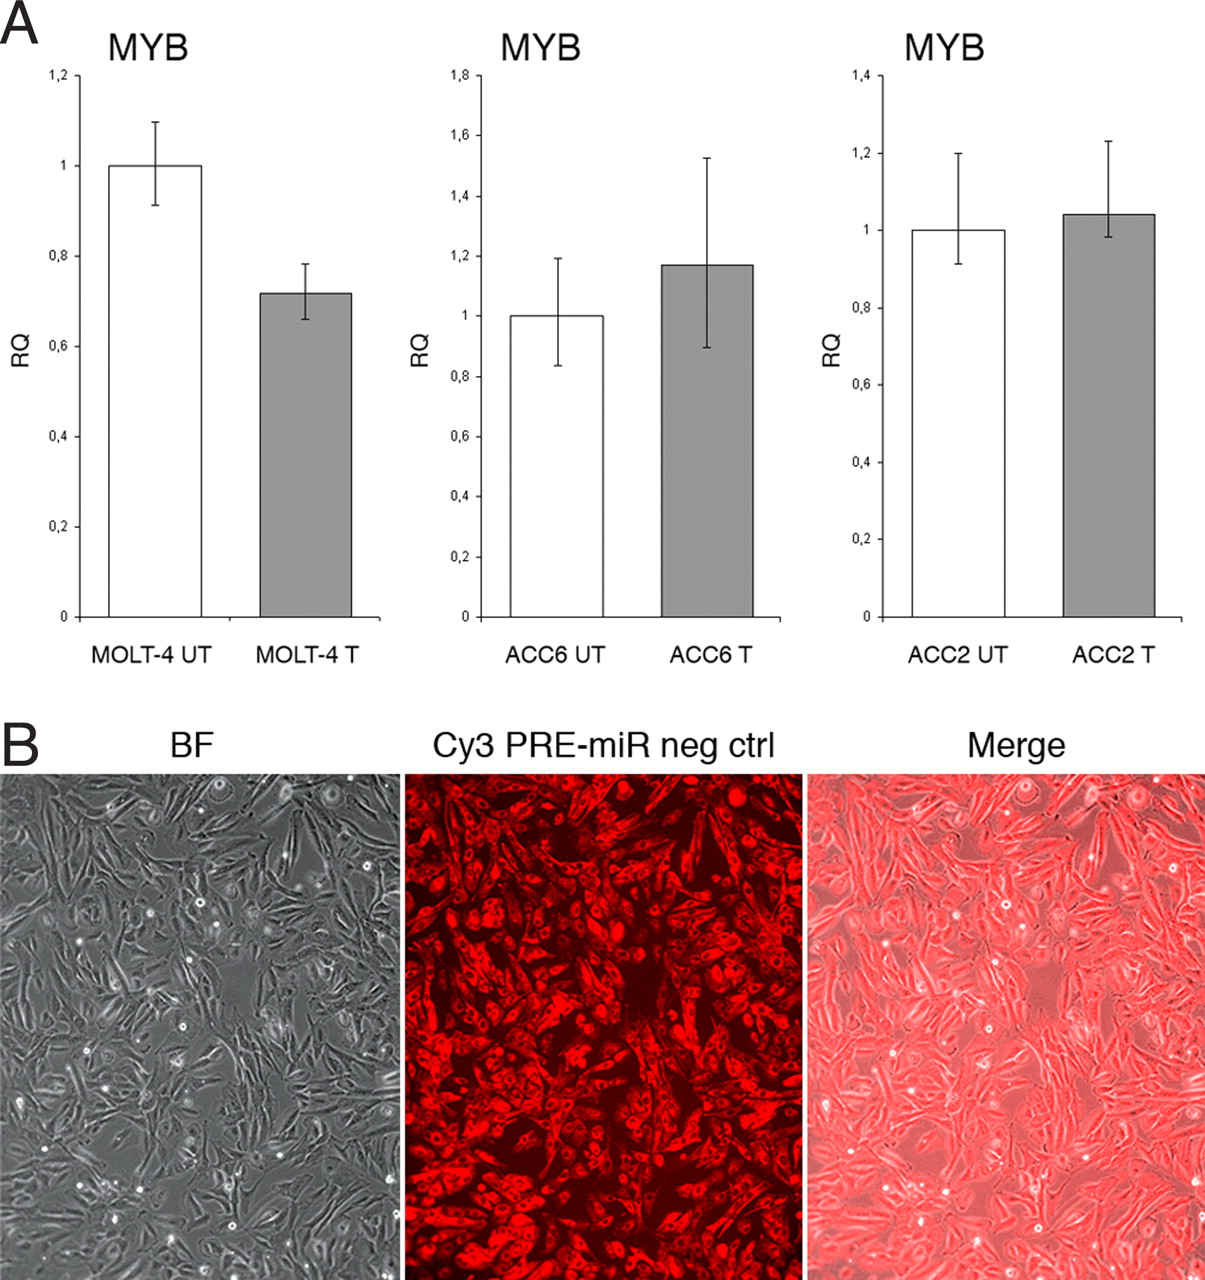 A
MYB
MYB
MYB
1,2
1
0,8
0,6
0,4
0,2
0
RQ
MOLT-4 UT
MOLT-4 T
1,8
1,6
1,4
1,2
1
0,8
0,6
0,4
0,2
0
RQ
ACC6 UT
ACC6 T
1,4
1,2
1
0,8
0,6
0,4
0,2
0
RQ
ACC2 UT
ACC2 T
B
BF
Cy3 PRE-miR neg ctrl
Merge